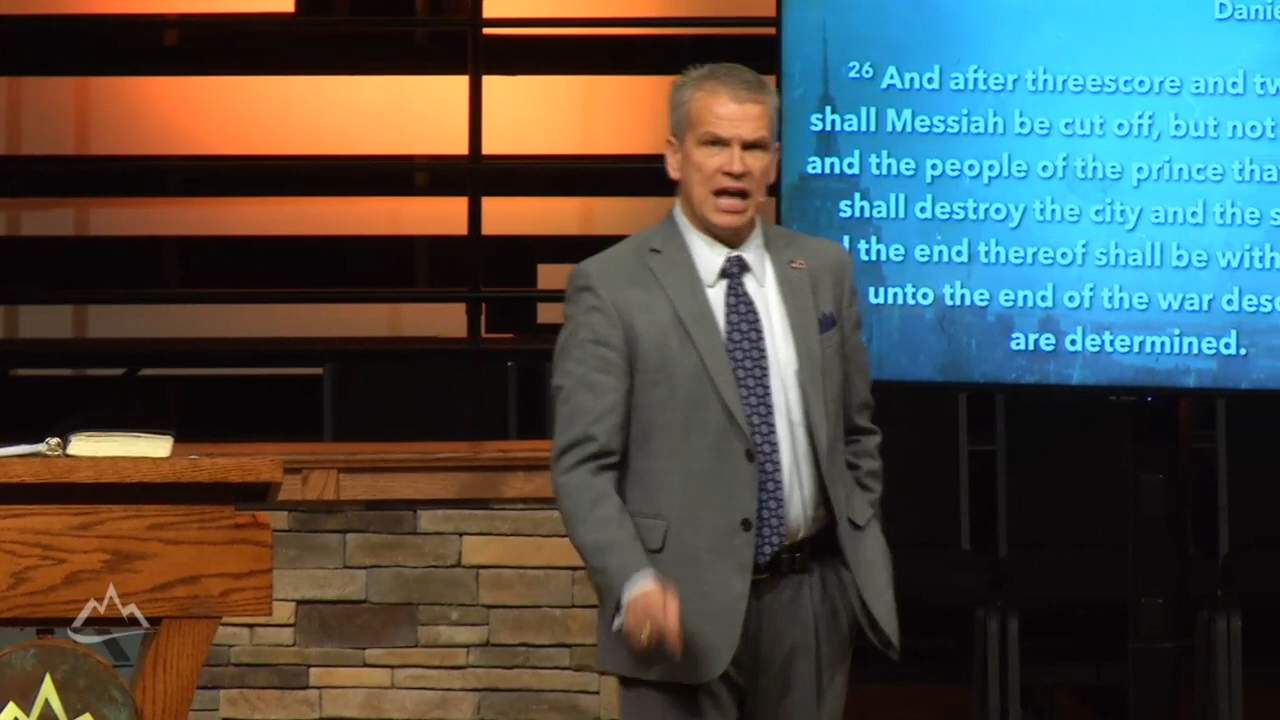 Danie
26 And after threescore and tw
shall Messiah be cut off, but not
and the people of the prince tha
shall destroy the city and the s
the end thereof shall be with
unto the end of the war deso
are determined.